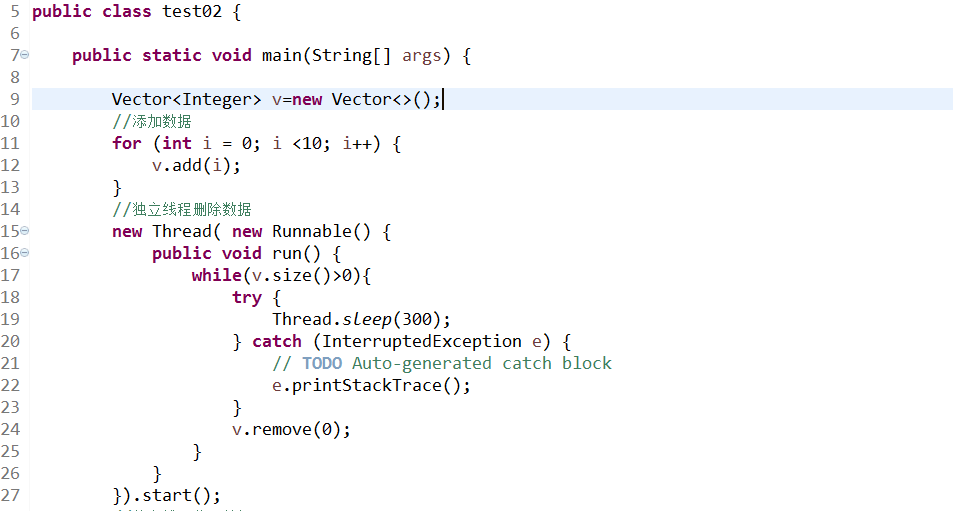 5 public class test02 {
6
7 public static void main(String[] args) {
8
9 Vector<Integer> v=new Vector<>();
10 //添加数据
11 for (int i = 0; i <10; i++) {
12 v.add(i);
13 }
14 //独立线程删除数据
15 new Thread( new Runnable() {
16 public void run() {
17 while(v.size()>0){
18 try {
19 Thread.sleep(300);
20 } catch (InterruptedException e) {
21 // TODO Auto-generated catch block
22 e.printStackTrace();
23 }
24 v.remove(0);
25 }
26 }
27 }).start();